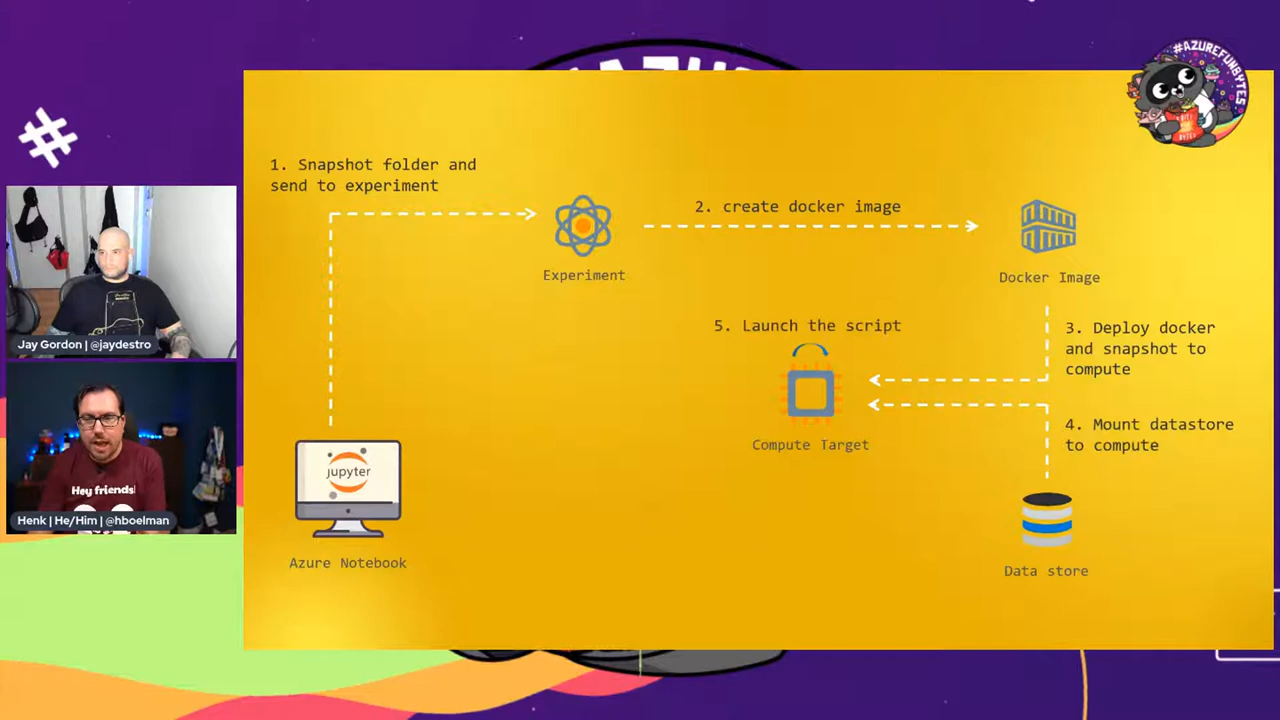 #AZUREFUNBYTES
BITS
BYTES
#
1. Snapshot folder and
send to experiment
2. create docker image
Experiment
Docker Image
5. Launch the script
3. Deploy docker
and snapshot to
compute
Jay Gordon | @jaydestro
Compute Target
4. Mount datastore
to compute
jupyter
Hey friends!
Henk | He/Him | @hboelman
Azure Notebook
Data store